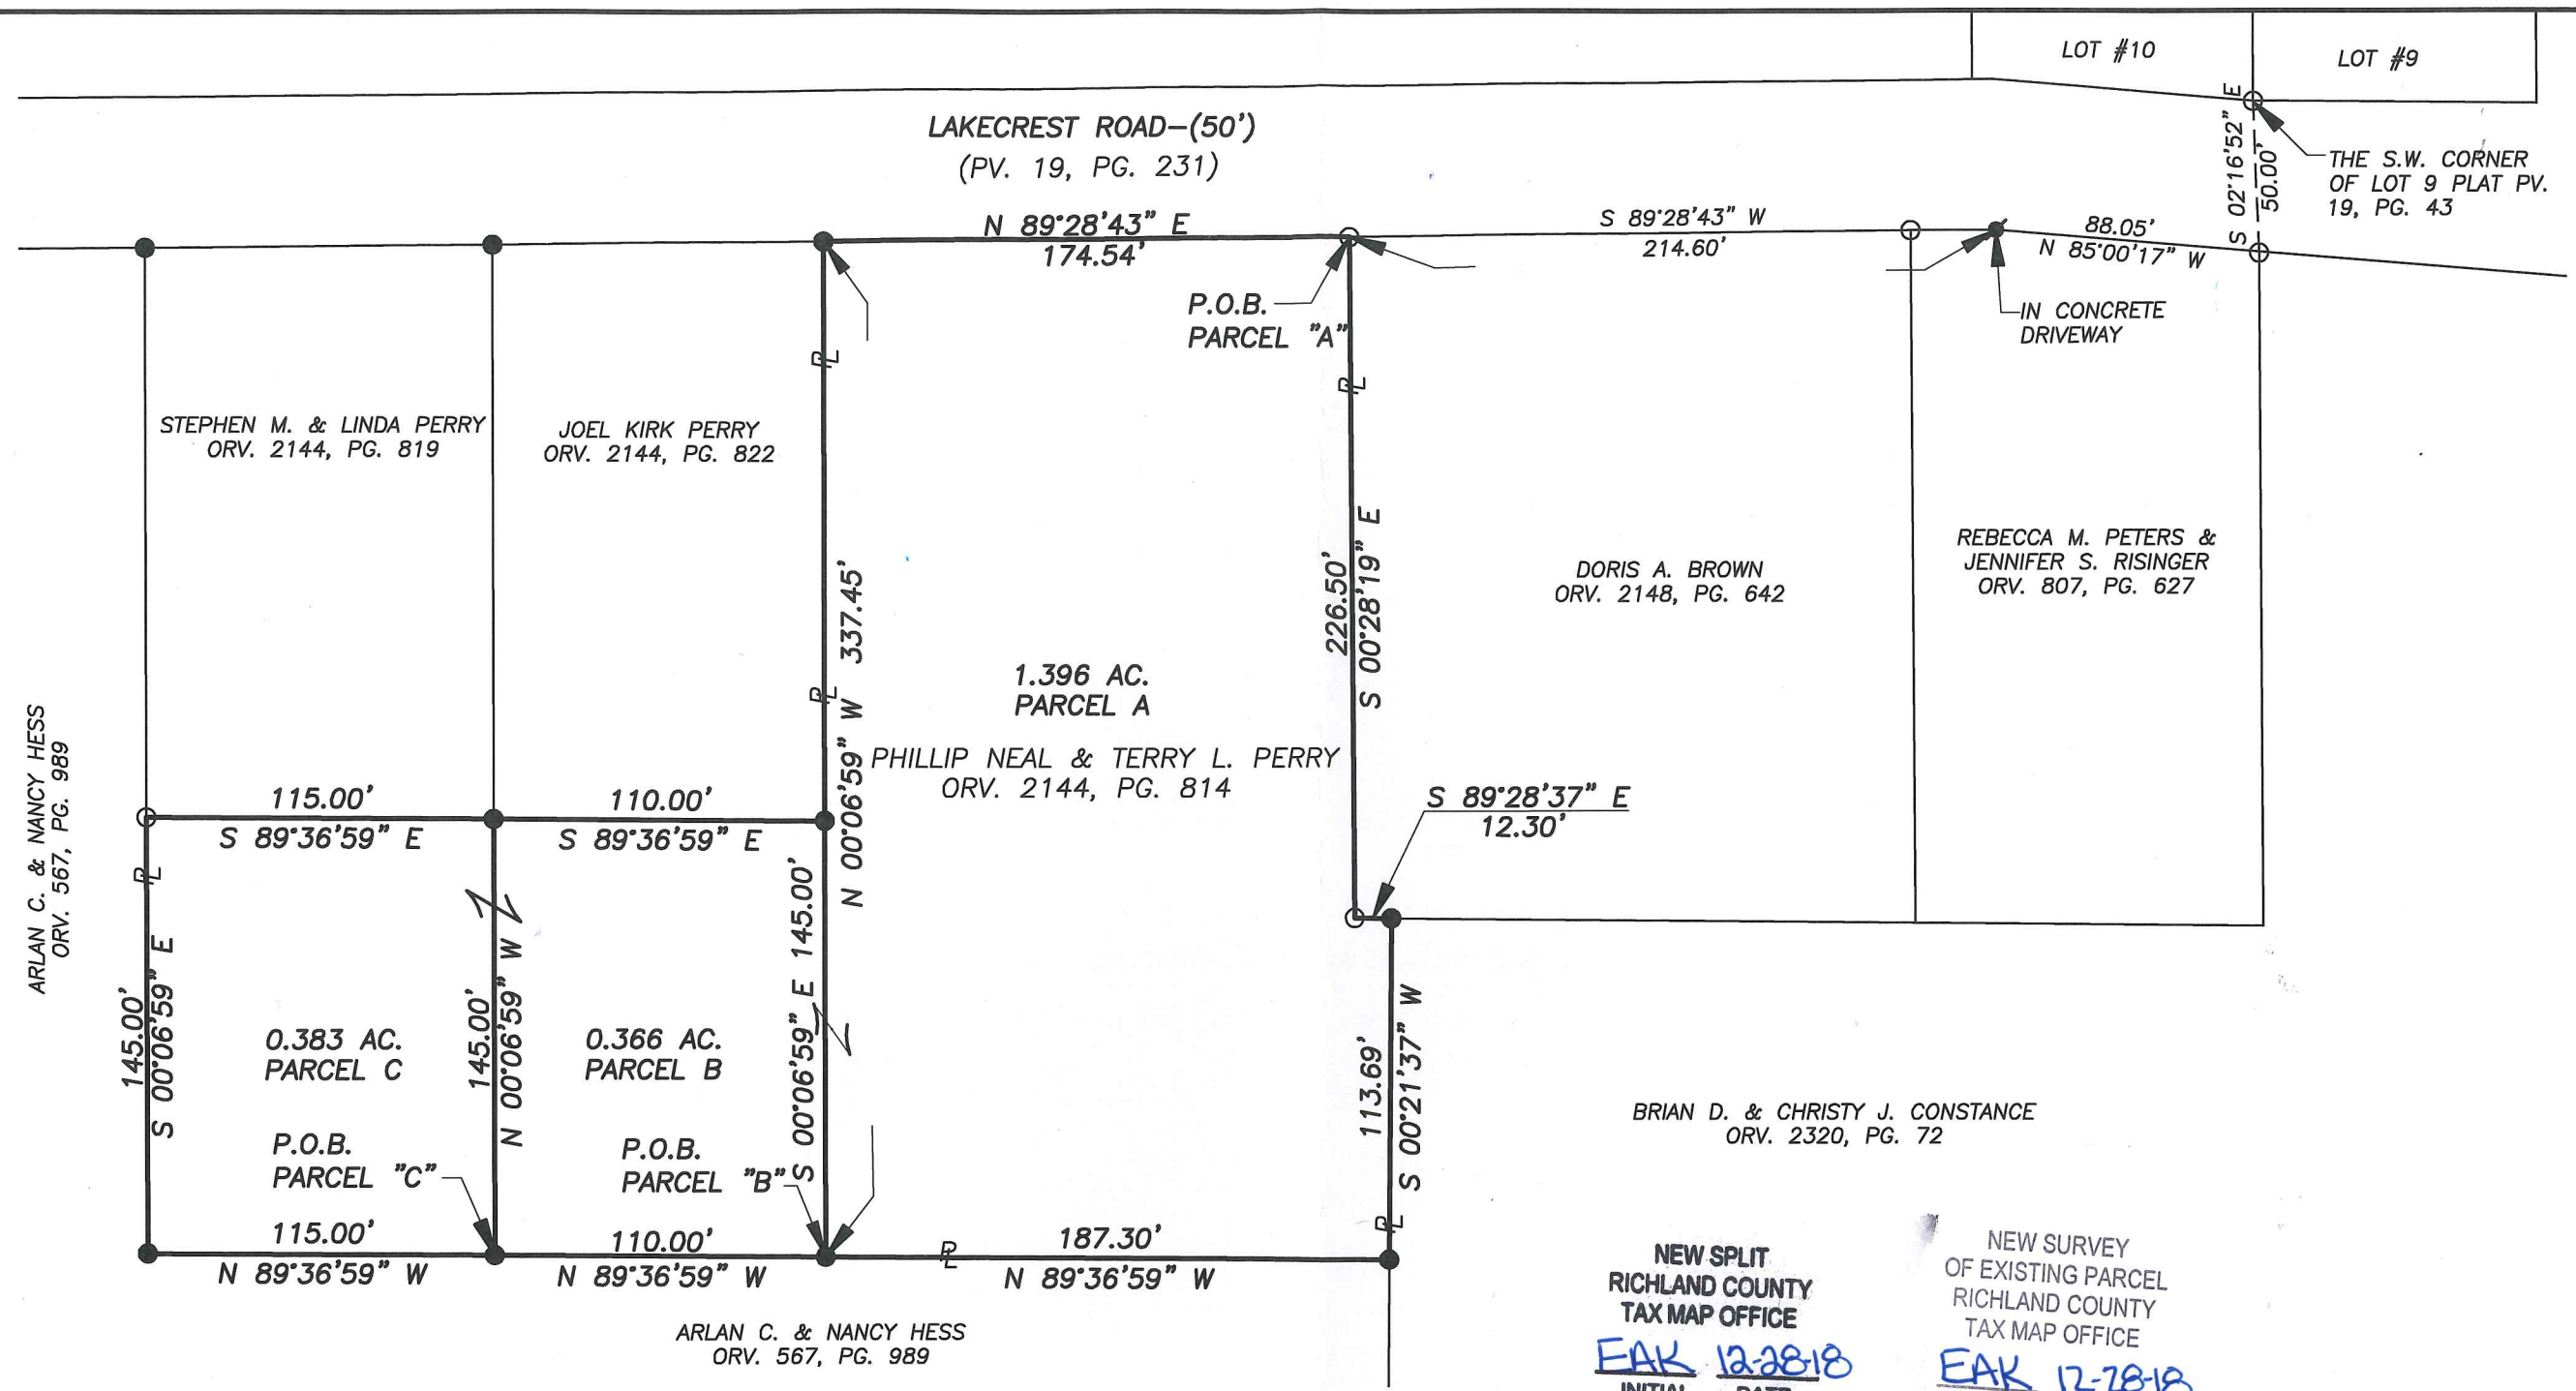 LOT #10
LOT #9
LAKECREST ROAD-(50')
(PV. 19, PG. 231)
S 02°16'52" E
50.00'
THE S.W. CORNER
OF LOT 9 PLAT PV.
19, PG. 43
N 89°28'43" E
174.54'
S 89°28'43" W
214.60'
88.05'
N 85°00'17" W
P.O.B.
PARCEL "A"
IN CONCRETE
DRIVEWAY
STEPHEN M. & LINDA PERRY
ORV. 2144, PG. 819
JOEL KIRK PERRY
ORV. 2144, PG. 822
PL
PL
PL
N 00°06'59" W 337.45'
226.50'
S 00°28'19" E
DORIS A. BROWN
ORV. 2148, PG. 642
REBECCA M. PETERS &
JENNIFER S. RISINGER
ORV. 807, PG. 627
1.396 AC.
PARCEL A
PHILLIP NEAL & TERRY L. PERRY
ORV. 2144, PG. 814
ARLAN C. & NANCY HESS
ORV. 567, PG. 989
115.00'
S 89°36'59" E
110.00'
S 89°36'59" E
S 89°28'37" E
12.30'
PL
145.00'
S 00°06'59" E
145.00'
N 00°06'59" W
S 00°06'59" E 145.00'
0.383 AC.
PARCEL C
0.366 AC.
PARCEL B
113.69'
S 00°21'37" W
PL
BRIAN D. & CHRISTY J. CONSTANCE
ORV. 2320, PG. 72
P.O.B.
PARCEL "C"
P.O.B.
PARCEL "B"
115.00'
N 89°36'59" W
110.00'
N 89°36'59" W
PL
187.30'
N 89°36'59" W
ARLAN C. & NANCY HESS
ORV. 567, PG. 989
NEW SPLIT
RICHLAND COUNTY
TAX MAP OFFICE
EAK 12-28-18
INITIAL DATE
NEW SURVEY
OF EXISTING PARCEL
RICHLAND COUNTY
TAX MAP OFFICE
EAK 12-28-18